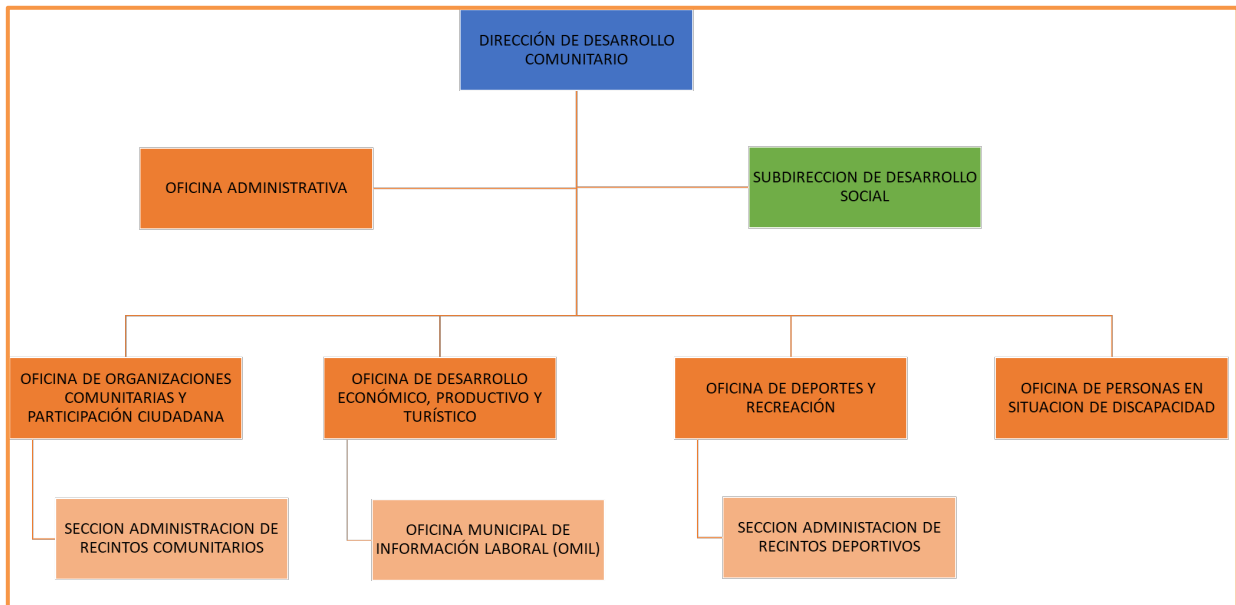 DIRECCIÓN DE DESARROLLO
COMUNITARIO
OFICINA ADMINISTRATIVA
SUBDIRECCION DE DESARROLLO
SOCIAL
OFICINA DE ORGANIZACIONES
COMUNITARIAS Y
PARTICIPACIÓN CIUDADANA
OFICINA DE DESARROLLO
ECONÓMICO, PRODUCTIVO Y
TURÍSTICO
OFICINA DE DEPORTES Y
RECREACIÓN
OFICINA DE PERSONAS EN
SITUACION DE DISCAPACIDAD
SECCION ADMINISTRACION DE
RECINTOS COMUNITARIOS
OFICINA MUNICIPAL DE
INFORMACIÓN LABORAL (OMIL)
SECCION ADMINISTACION DE
RECINTOS DEPORTIVOS